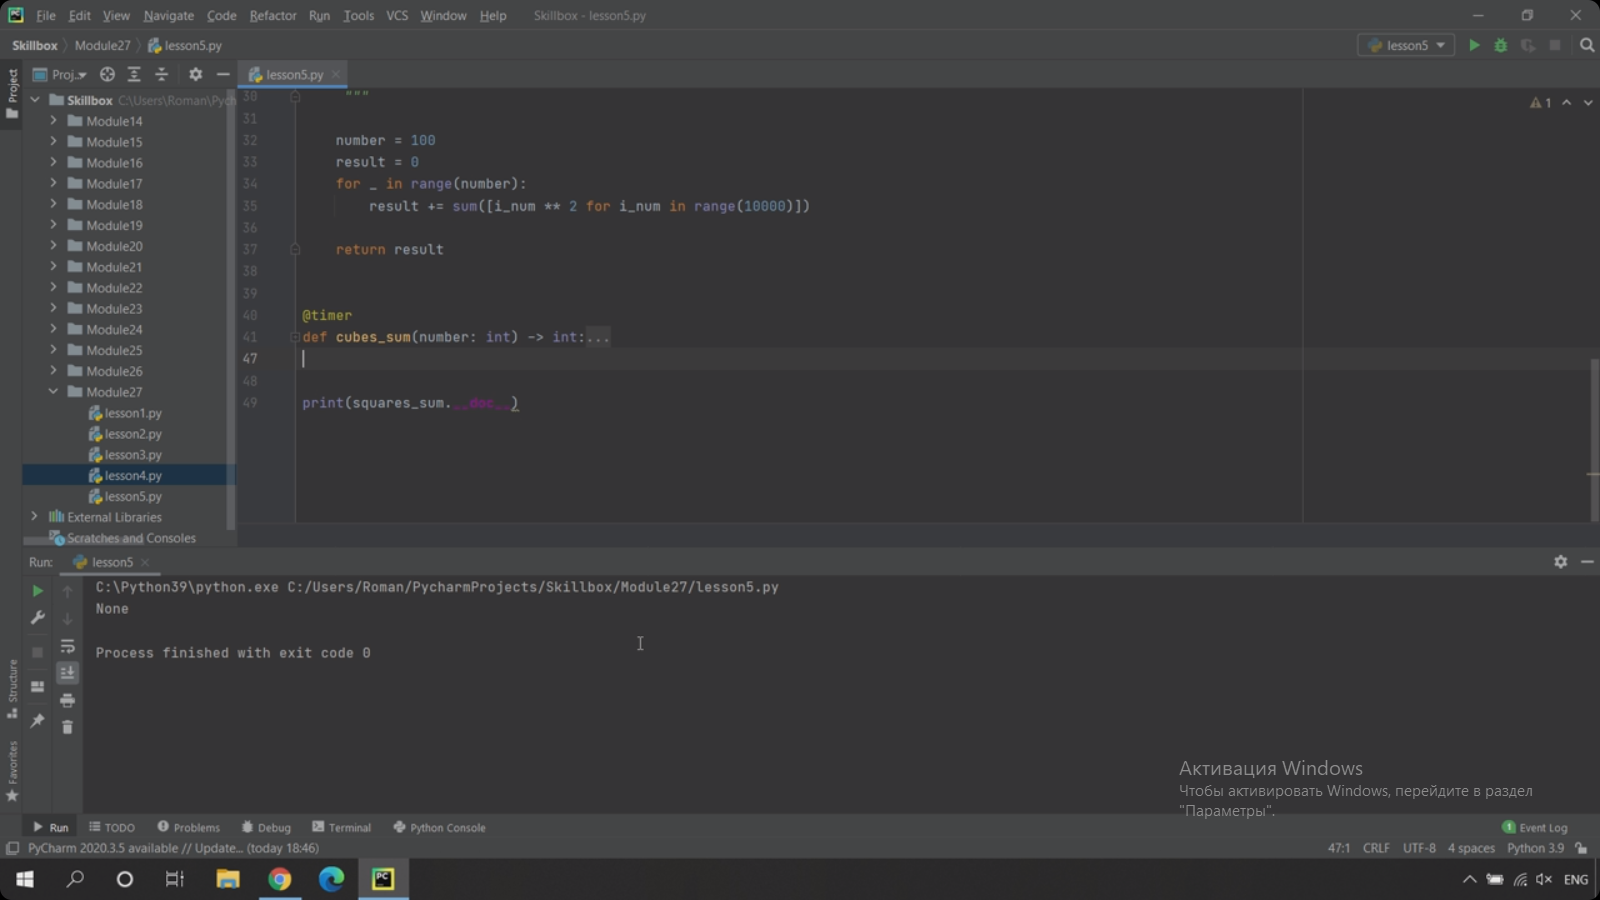 File Edit View Navigate Code Refactor Run Tools VCS Window Help Skillbox - lesson5.py
Skillbox Module27 lesson5.py lesson5
Project
Proj... lesson5.py
Skillbox C:\Users\Roman\Pych
Module14
Module15
Module16
Module17
Module18
Module19
Module20
Module21
Module22
Module23
Module24
Module25
Module26
Module27
lesson1.py
lesson2.py
lesson3.py
lesson4.py
lesson5.py
External Libraries
Scratches and Consoles
1
30 """
31
32 number = 100
33 result = 0
34 for _ in range(number):
35 result += sum([i_num ** 2 for i_num in range(10000)])
36
37 return result
38
39
40 @timer
41 def cubes_sum(number: int) -> int:...
47
48
49 print(squares_sum.__doc__)
Run: lesson5
C:\Python39\python.exe C:/Users/Roman/PycharmProjects/Skillbox/Module27/lesson5.py
None
Process finished with exit code 0
Structure
Favorites
Активация Windows
Чтобы активировать Windows, перейдите в раздел
"Параметры".
Run TODO Problems Debug Terminal Python Console 1 Event Log
PyCharm 2020.3.5 available // Update... (today 18:46) 47:1 CRLF UTF-8 4 spaces Python 3.9
PC ENG